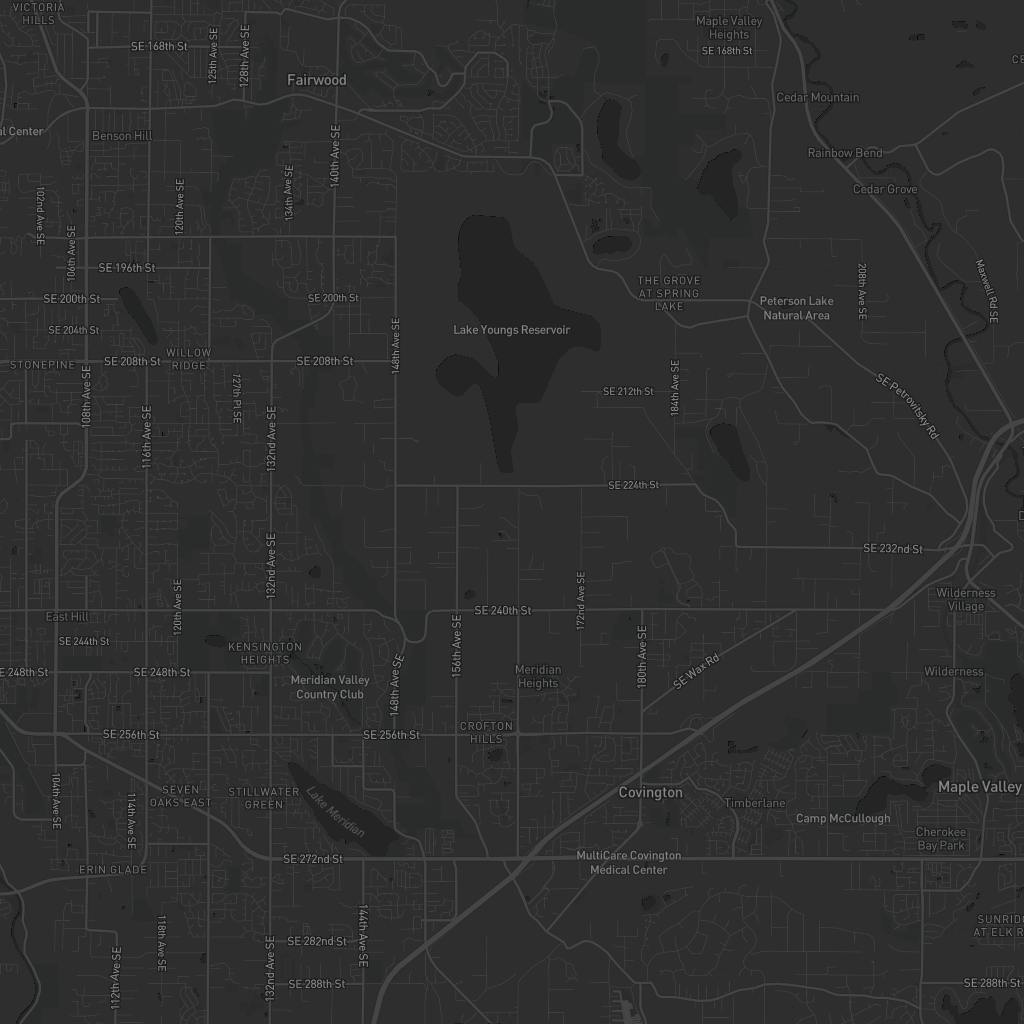 VICTORIA
HILLS
SE 168th St
125th Ave SE
128th Ave SE
Fairwood
Maple Valley
Heights
SE 168th St
Cedar Mountain
Benson Hill
140th Ave SE
Rainbow Bend
Cedar Grove
102nd Ave SE
120th Ave SE
134th Ave SE
106th Ave SE
SE 196th St
SE 200th St
SE 200th St
THE GROVE
AT SPRING
LAKE
208th Ave SE
Maxwell Rd SE
Peterson Lake
Natural Area
SE 204th St
Lake Youngs Reservoir
148th Ave SE
WILLOW
RIDGE
STONEPINE
SE 208th St
SE 208th St
108th Ave SE
127th Pl SE
SE 212th St
184th Ave SE
SE Petrovitsky Rd
116th Ave SE
132nd Ave SE
SE 224th St
SE 232nd St
132nd Ave SE
120th Ave SE
172nd Ave SE
Wilderness
Village
East Hill
SE 240th St
SE 244th St
156th Ave SE
180th Ave SE
KENSINGTON
HEIGHTS
SE 248th St
SE 248th St
Meridian Valley
Country Club
148th Ave SE
Meridian
Heights
SE Wax Rd
Wilderness
SE 256th St
SE 256th St
CROFTON
HILLS
104th Ave SE
114th Ave SE
SEVEN
OAKS EAST
STILLWATER
GREEN
Lake Meridian
Covington
Timberlane
Maple Valley
Camp McCullough
Cherokee
Bay Park
SE 272nd St
MultiCare Covington
Medical Center
ERIN GLADE
118th Ave SE
144th Ave SE
SE 282nd St
132nd Ave SE
112th Ave SE
SE 288th St
SE 288th St